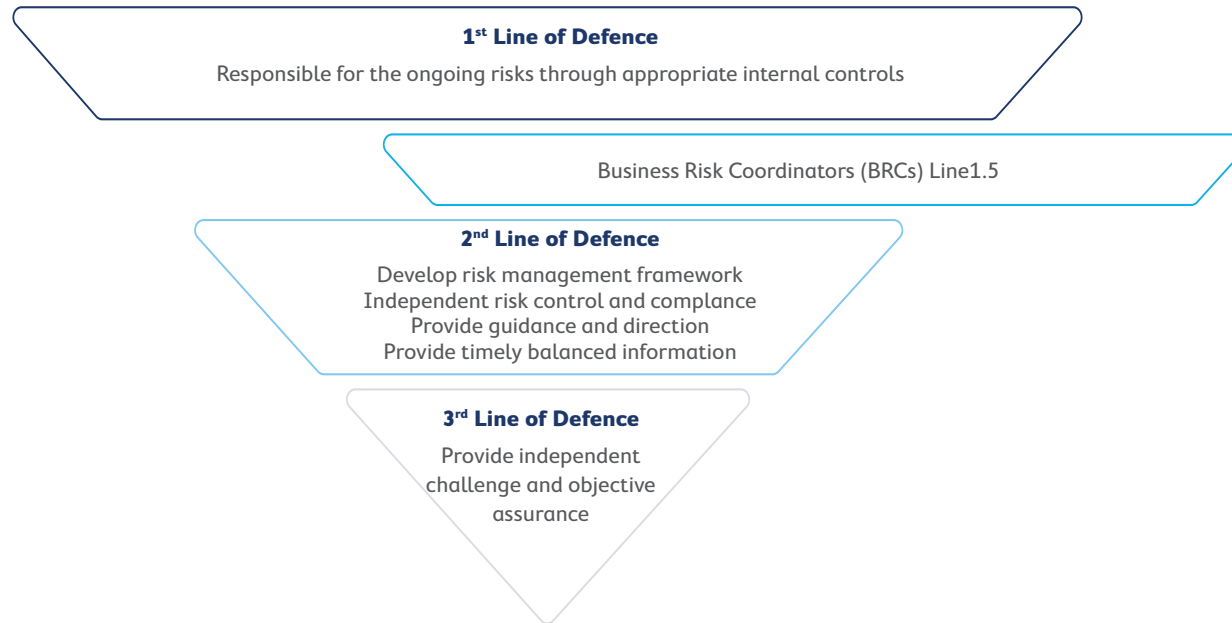 1st Line of Defence
Responsible for the ongoing risks through appropriate internal controls
Business Risk Coordinators (BRCs) Line1.5
2nd Line of Defence
Develop risk management framework
Independent risk control and complance
Provide guidance and direction
Provide timely balanced information
3rd Line of Defence
Provide independent
challenge and objective
assurance